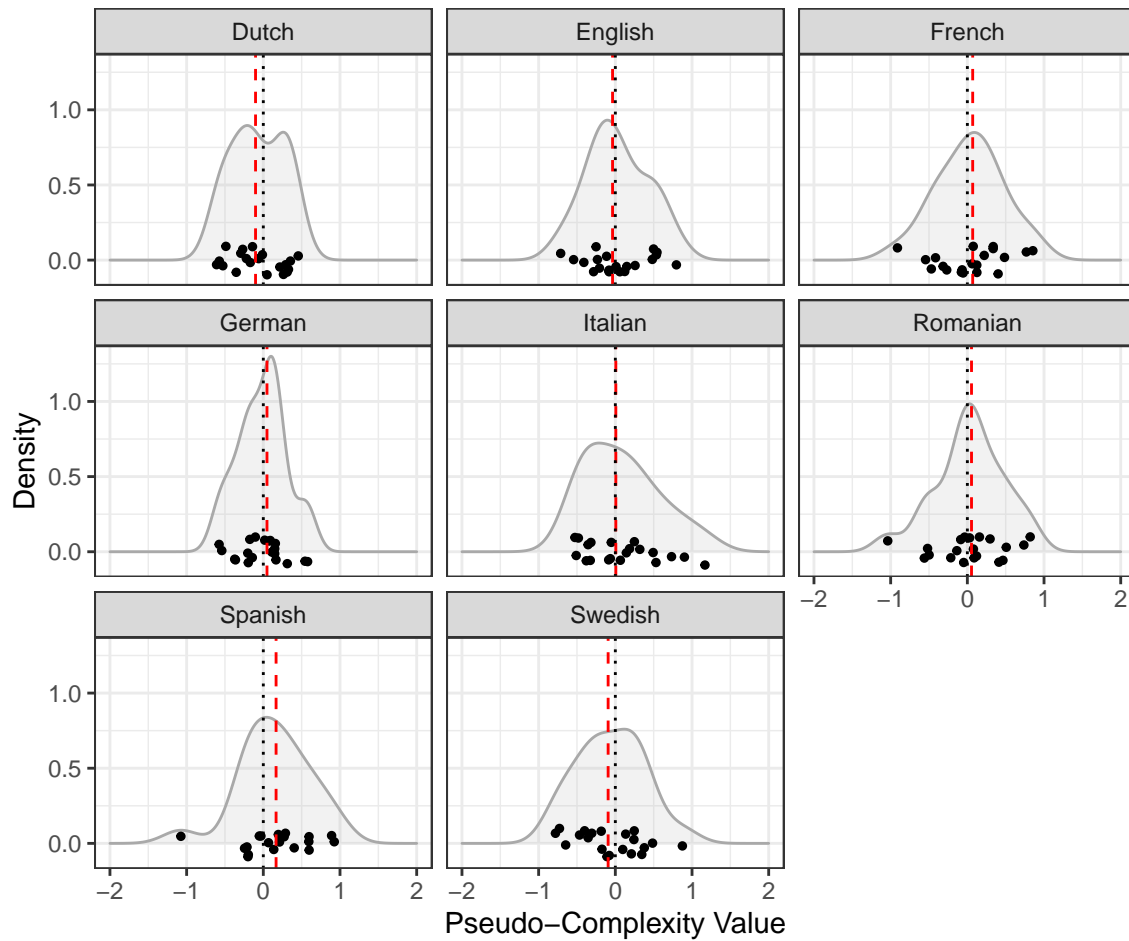 Dutch English French
1.0
0.5
0.0
German Italian Romanian
1.0
0.5
0.0
−2 −1 0 1 2
Spanish Swedish
1.0
0.5
0.0
−2 −1 0 1 2 −2 −1 0 1 2
Density
Pseudo−Complexity Value